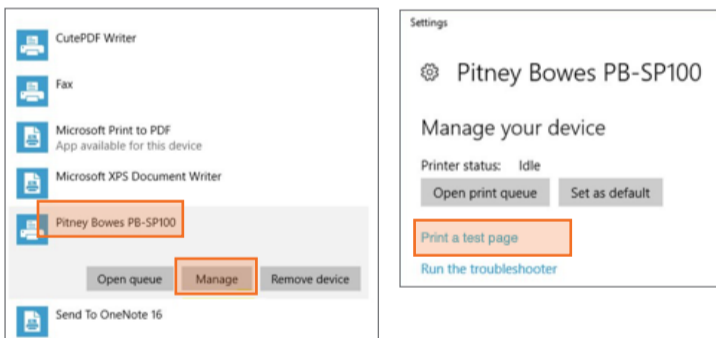 CutePDF Writer
Fax
Microsoft Print to PDF
App available for this device
Microsoft XPS Document Writer
Pitney Bowes PB-SP100
Open queue
Manage
Remove device
Send To OneNote 16
Settings
Pitney Bowes PB-SP100
Manage your device
Printer status: Idle
Open print queue
Set as default
Print a test page
Run the troubleshooter